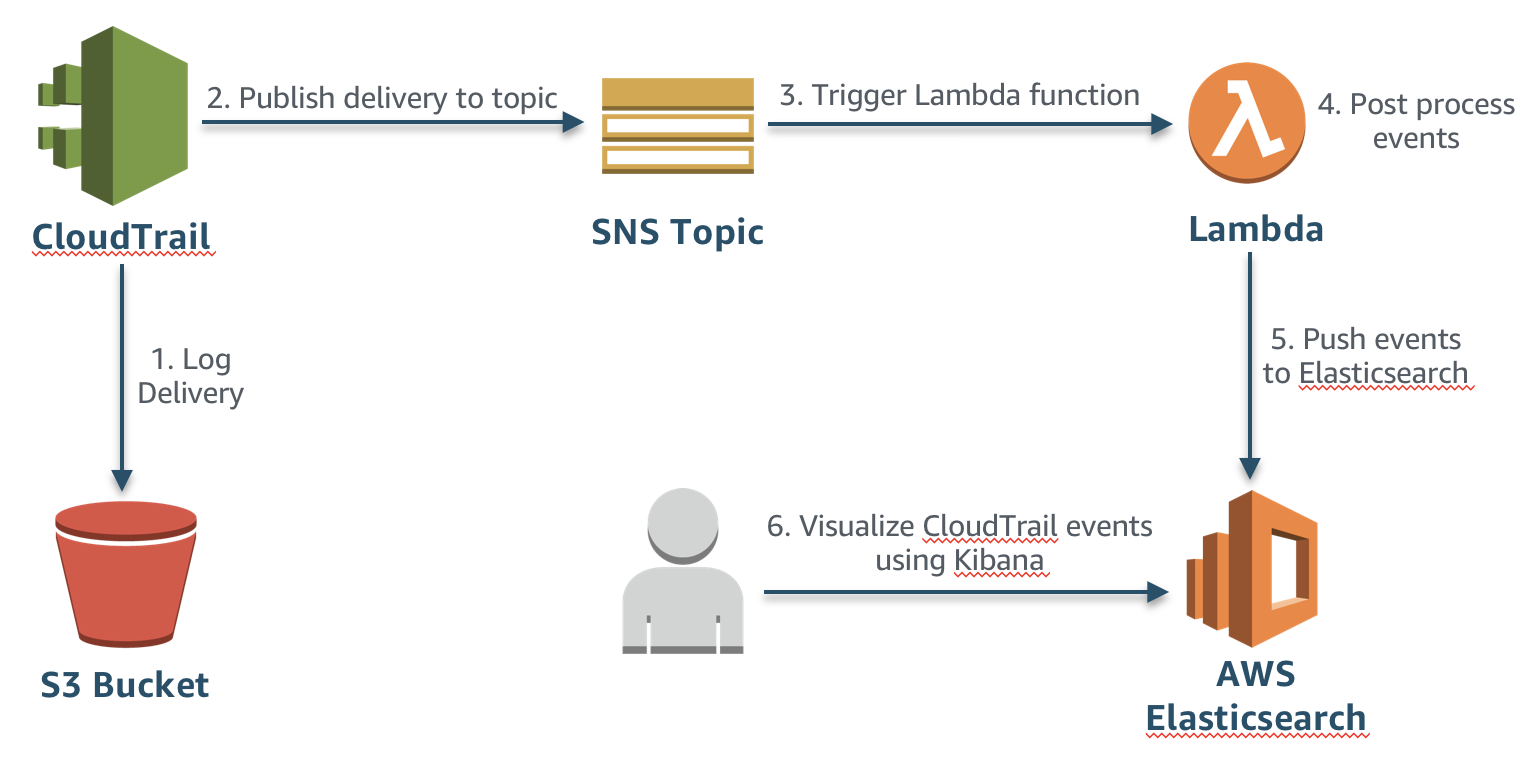 2. Publish delivery to topic
3. Trigger Lambda function
4. Post process
events
CloudTrail
SNS Topic
Lambda
1. Log
Delivery
5. Push events
to Elasticsearch
6. Visualize CloudTrail events
using Kibana
S3 Bucket
AWS
Elasticsearch